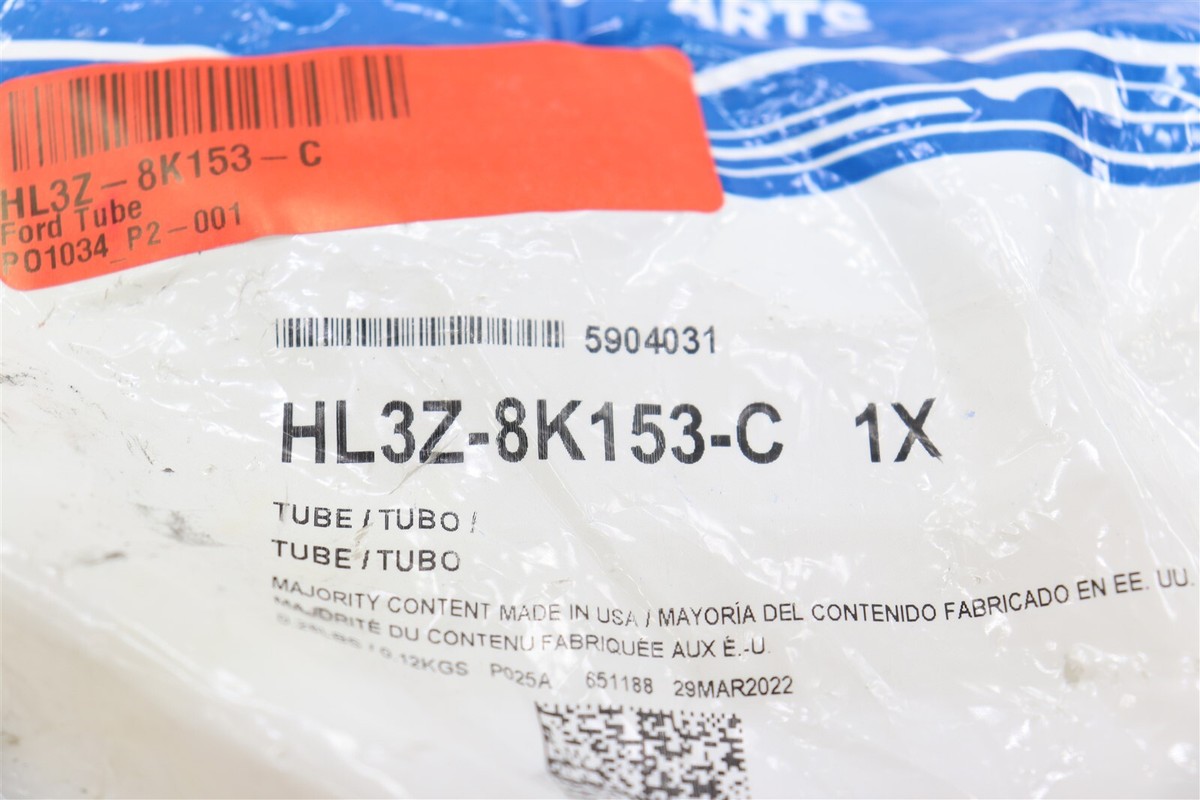 PARTS
HL3Z-8K153-C
Ford Tube
PO1034_P2-001
5904031
HL3Z-8K153-C 1X
TUBE / TUBO /
TUBE / TUBO
MAJORITY CONTENT MADE IN USA / MAYORÍA DEL CONTENIDO FABRICADO EN EE. UU.
MAJORITÉ DU CONTENU FABRIQUÉE AUX É.-U.
/ 0.12KGS P025A 651188 29MAR2022